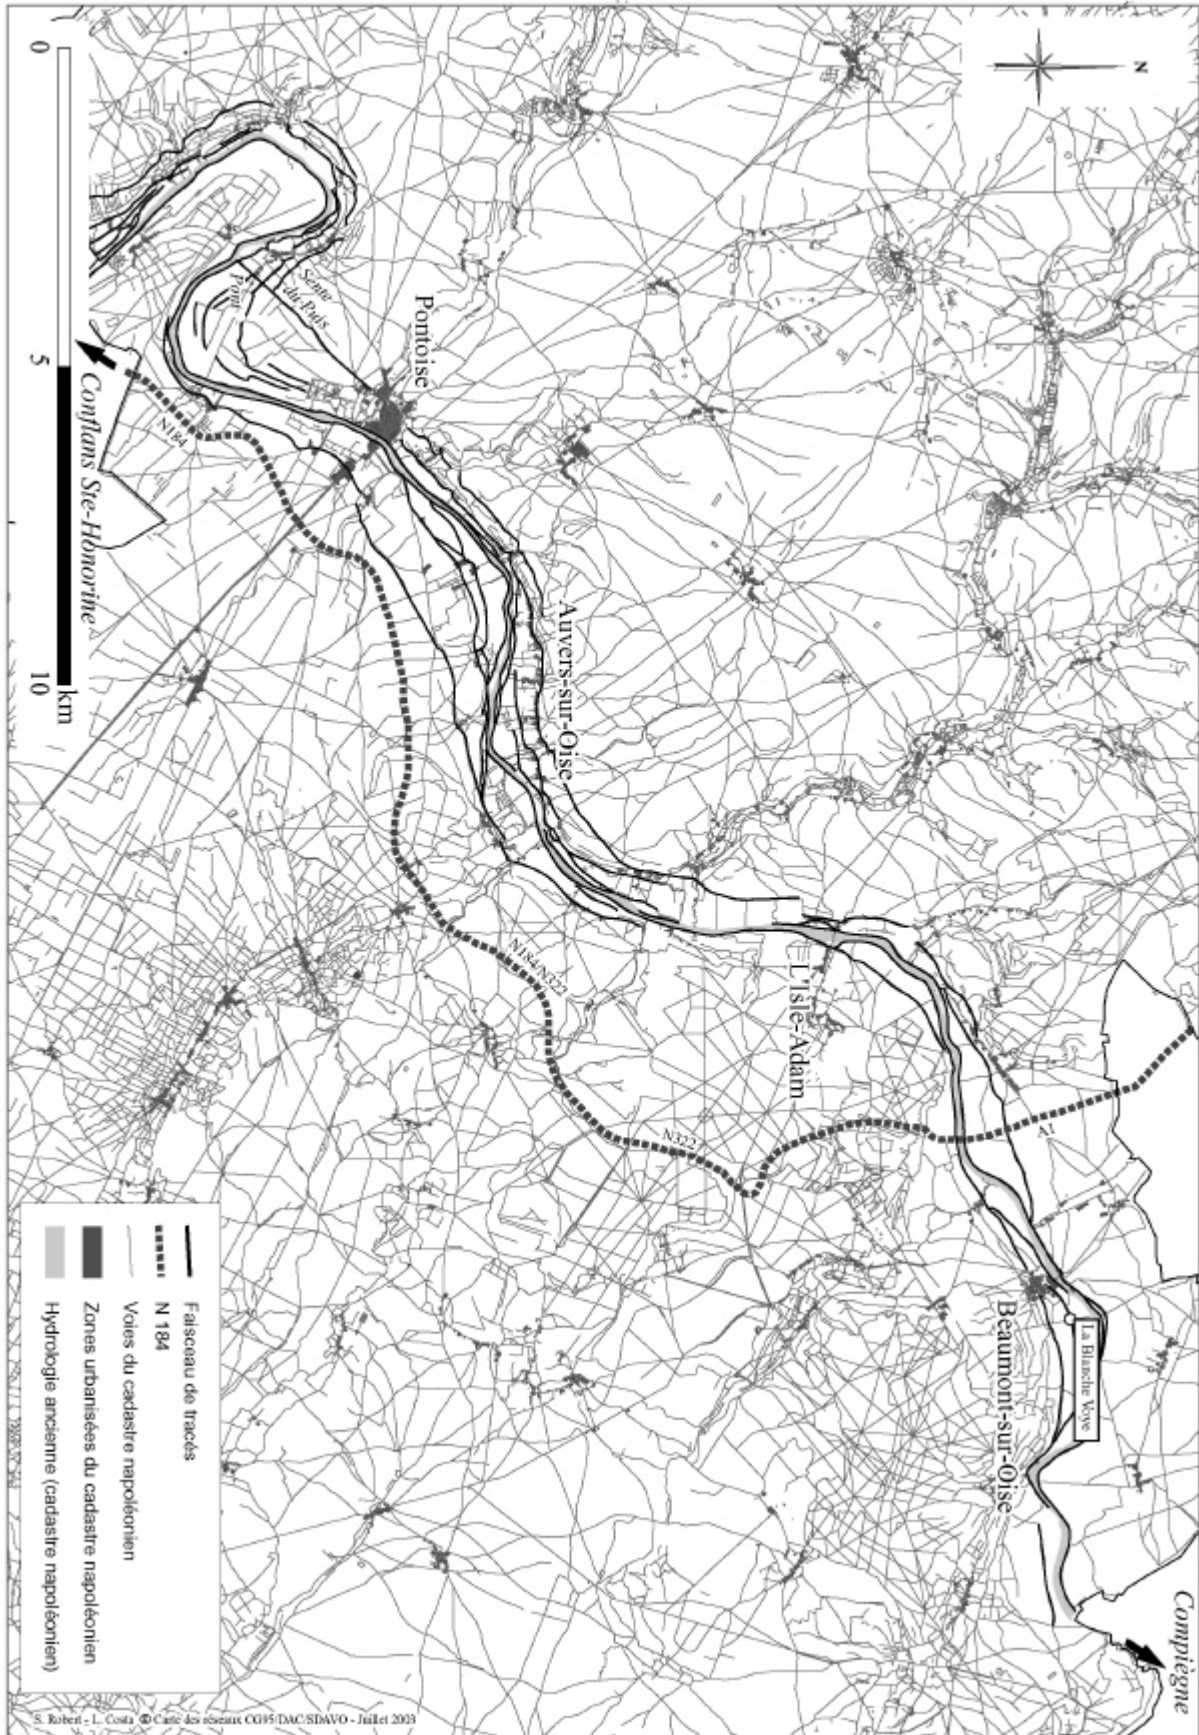 N
Compiègne
La Blanche Voye
Beaumont-sur-Oise
A1
L'Isle-Adam
N322
N184/N322
Auvers-sur-Oise
Pontoise
Sente
du Puis
Pont
N184
Conflans Ste-Honorine
0
5
10
km
Faisceau de tracés
N 184
Voies du cadastre napoléonien
Zones urbanisées du cadastre napoléonien
Hydrologie ancienne (cadastre napoléonien)
S. Robert - L. Costa © Carte des réseaux CG95/DAC/SDAVO - Juillet 2003